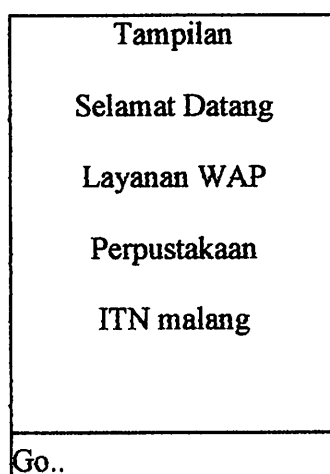 Tampilan
Selamat Datang
Layanan WAP
Perpustakaan
ITN malang
Go..